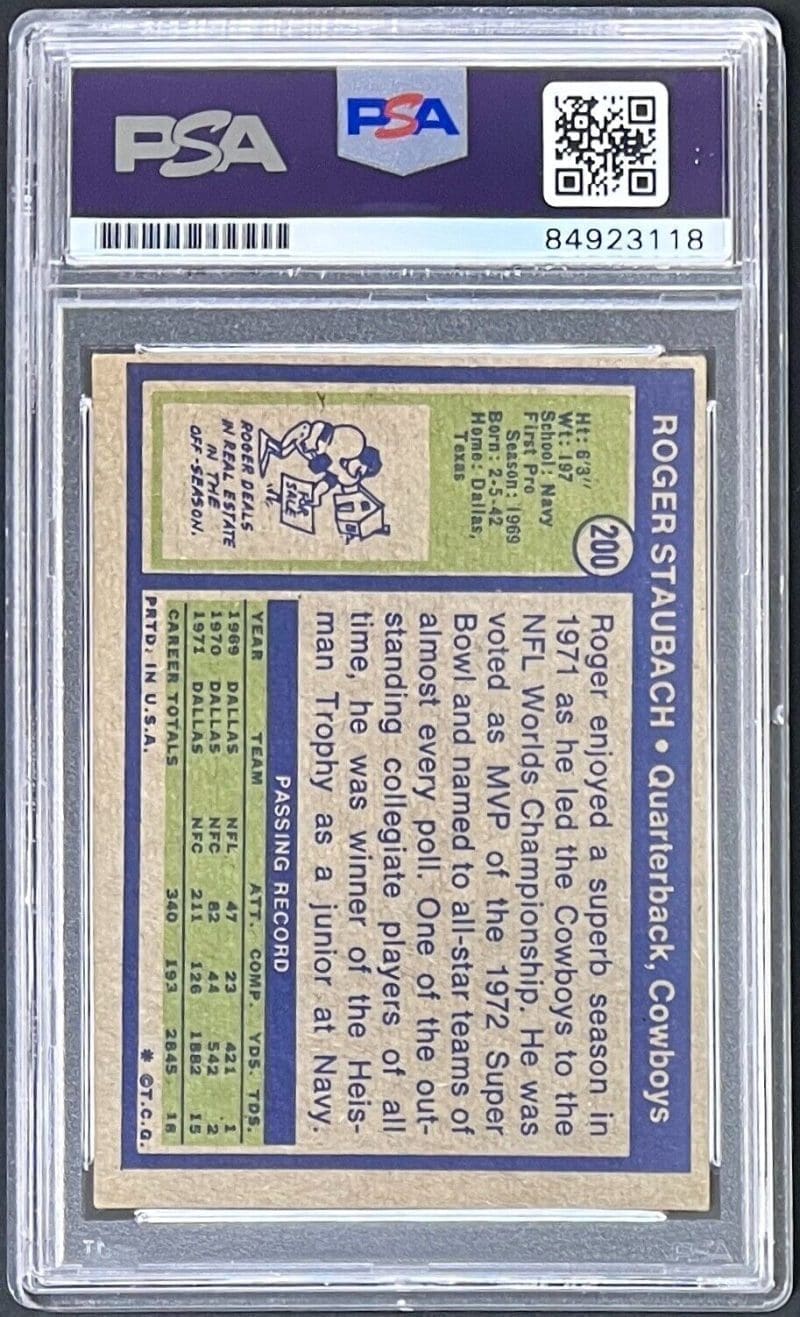 PSA
PSA
84923118
ROGER STAUBACH • Quarterback, Cowboys
200
Ht: 6'3"
Wt: 197
School: Navy
First Pro
Season: 1969
Born: 2-5-42
Home: Dallas,
Texas
FOR
SALE
ROGER DEALS
IN REAL ESTATE
IN THE
OFF-SEASON.
Roger enjoyed a superb season in
1971 as he led the Cowboys to the
NFL Worlds Championship. He was
voted as MVP of the 1972 Super
Bowl and named to all-star teams of
almost every poll. One of the out-
standing collegiate players of all
time, he was winner of the Heis-
man Trophy as a junior at Navy.
PASSING RECORD
YEAR TEAM ATT. COMP. YDS. TDS.
1969 DALLAS NFL 47 23 421 1
1970 DALLAS NFC 82 44 542 2
1971 DALLAS NFC 211 126 1882 15
CAREER TOTALS 340 193 2845 18
PRTD. IN U.S.A. * ©T.C.G.